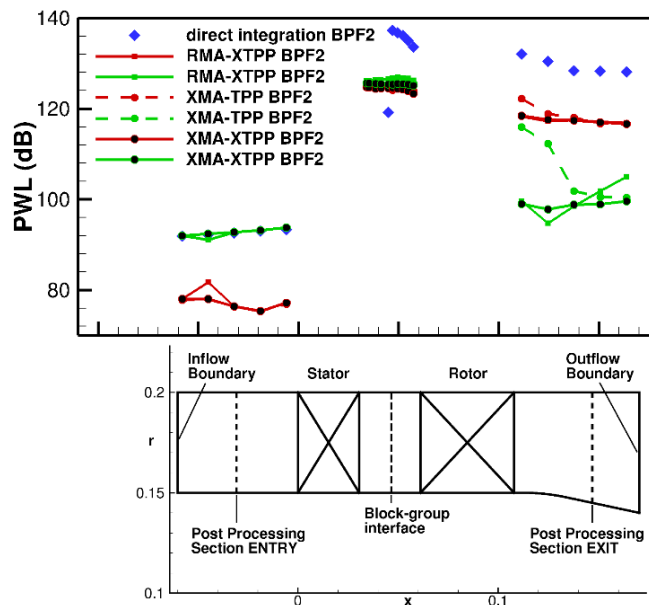 140
120
100
80
PWL (dB)
direct integration BPF2
RMA-XTPP BPF2
RMA-XTPP BPF2
XMA-TPP BPF2
XMA-TPP BPF2
XMA-XTPP BPF2
XMA-XTPP BPF2
Inflow
Boundary
Stator
Rotor
Outflow
Boundary
0.2
r
0.15
0.1
Post Processing
Section ENTRY
Block-group
interface
Post Processing
Section EXIT
0
x
0.1